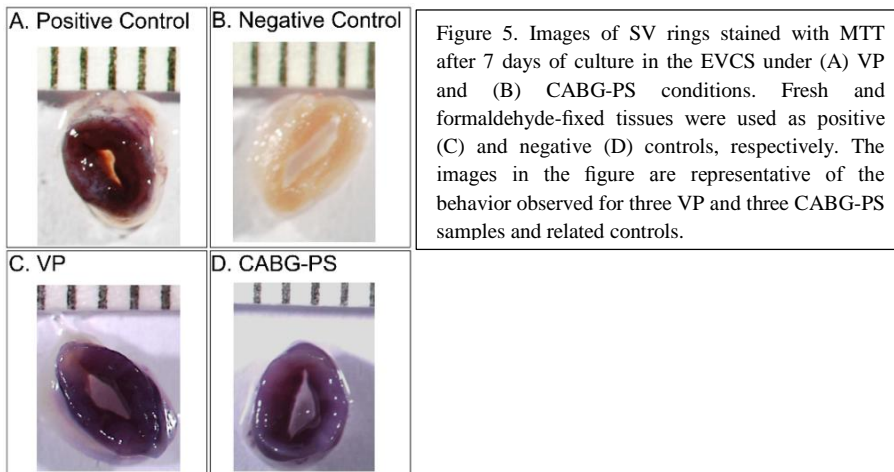 A. Positive Control
B. Negative Control
C. VP
D. CABG-PS
Figure 5. Images of SV rings stained with MTT
after 7 days of culture in the EVCS under (A) VP
and (B) CABG-PS conditions. Fresh and
formaldehyde-fixed tissues were used as positive
(C) and negative (D) controls, respectively. The
images in the figure are representative of the
behavior observed for three VP and three CABG-PS
samples and related controls.